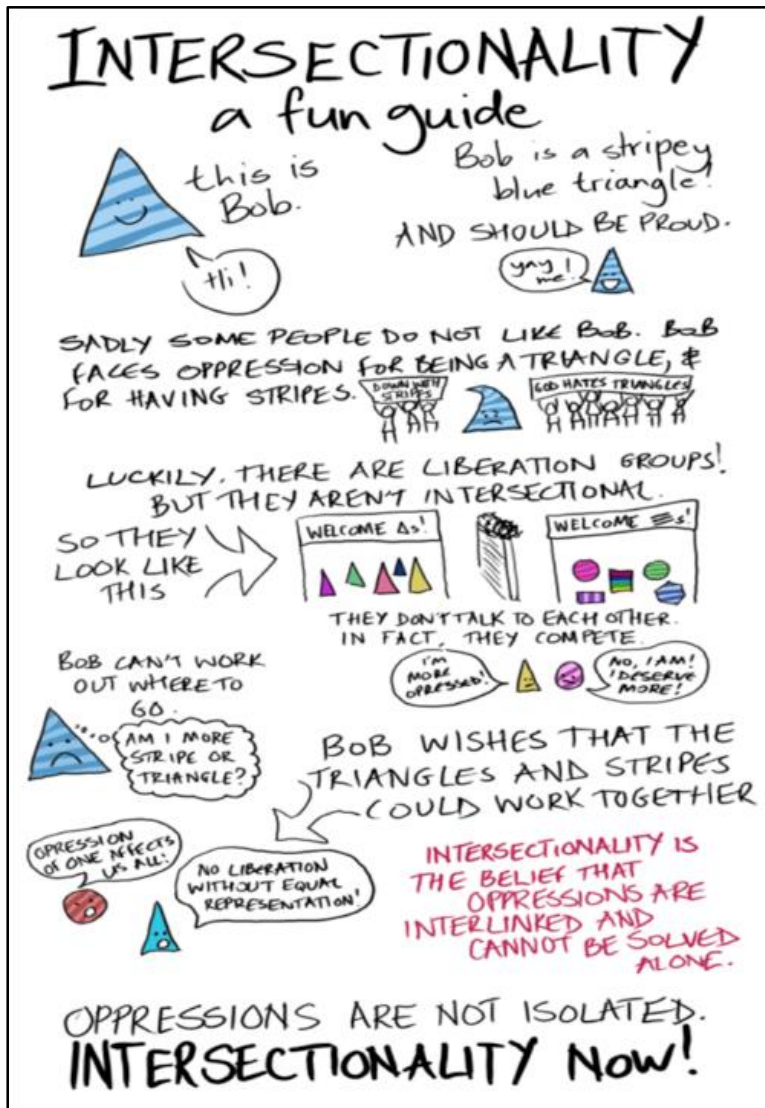 INTERSECTIONALITY
a fun guide
this is
Bob.
Hi!
Bob is a stripey
blue triangle!
AND SHOULD BE PROUD.
yay
me!
SADLY SOME PEOPLE DO NOT LIKE BOB. BOB
FACES OPPRESSION FOR BEING A TRIANGLE, &
FOR HAVING STRIPES.
DOWN WITH
STRIPES
GOD HATES TRIANGLES
LUCKILY, THERE ARE LIBERATION GROUPS!
BUT THEY AREN'T INTERSECTIONAL.
SO THEY
LOOK LIKE
THIS
WELCOME Δs!
WELCOME ☰s!
THEY DON'T TALK TO EACH OTHER.
IN FACT, THEY COMPETE.
I'M
MORE
OPRESSED!
NO, I AM!
I DESERVE
MORE!
BOB CAN'T WORK
OUT WHERE TO
GO.
AM I MORE
STRIPE OR
TRIANGLE?
BOB WISHES THAT THE
TRIANGLES AND STRIPES
COULD WORK TOGETHER
OPRESSION
OF ONE AFFECTS
US ALL!
NO LIBERATION
WITHOUT EQUAL
REPRESENTATION!
INTERSECTIONALITY IS
THE BELIEF THAT
OPPRESSIONS ARE
INTERLINKED AND
CANNOT BE SOLVED
ALONE.
OPPRESSIONS ARE NOT ISOLATED.
INTERSECTIONALITY NOW!